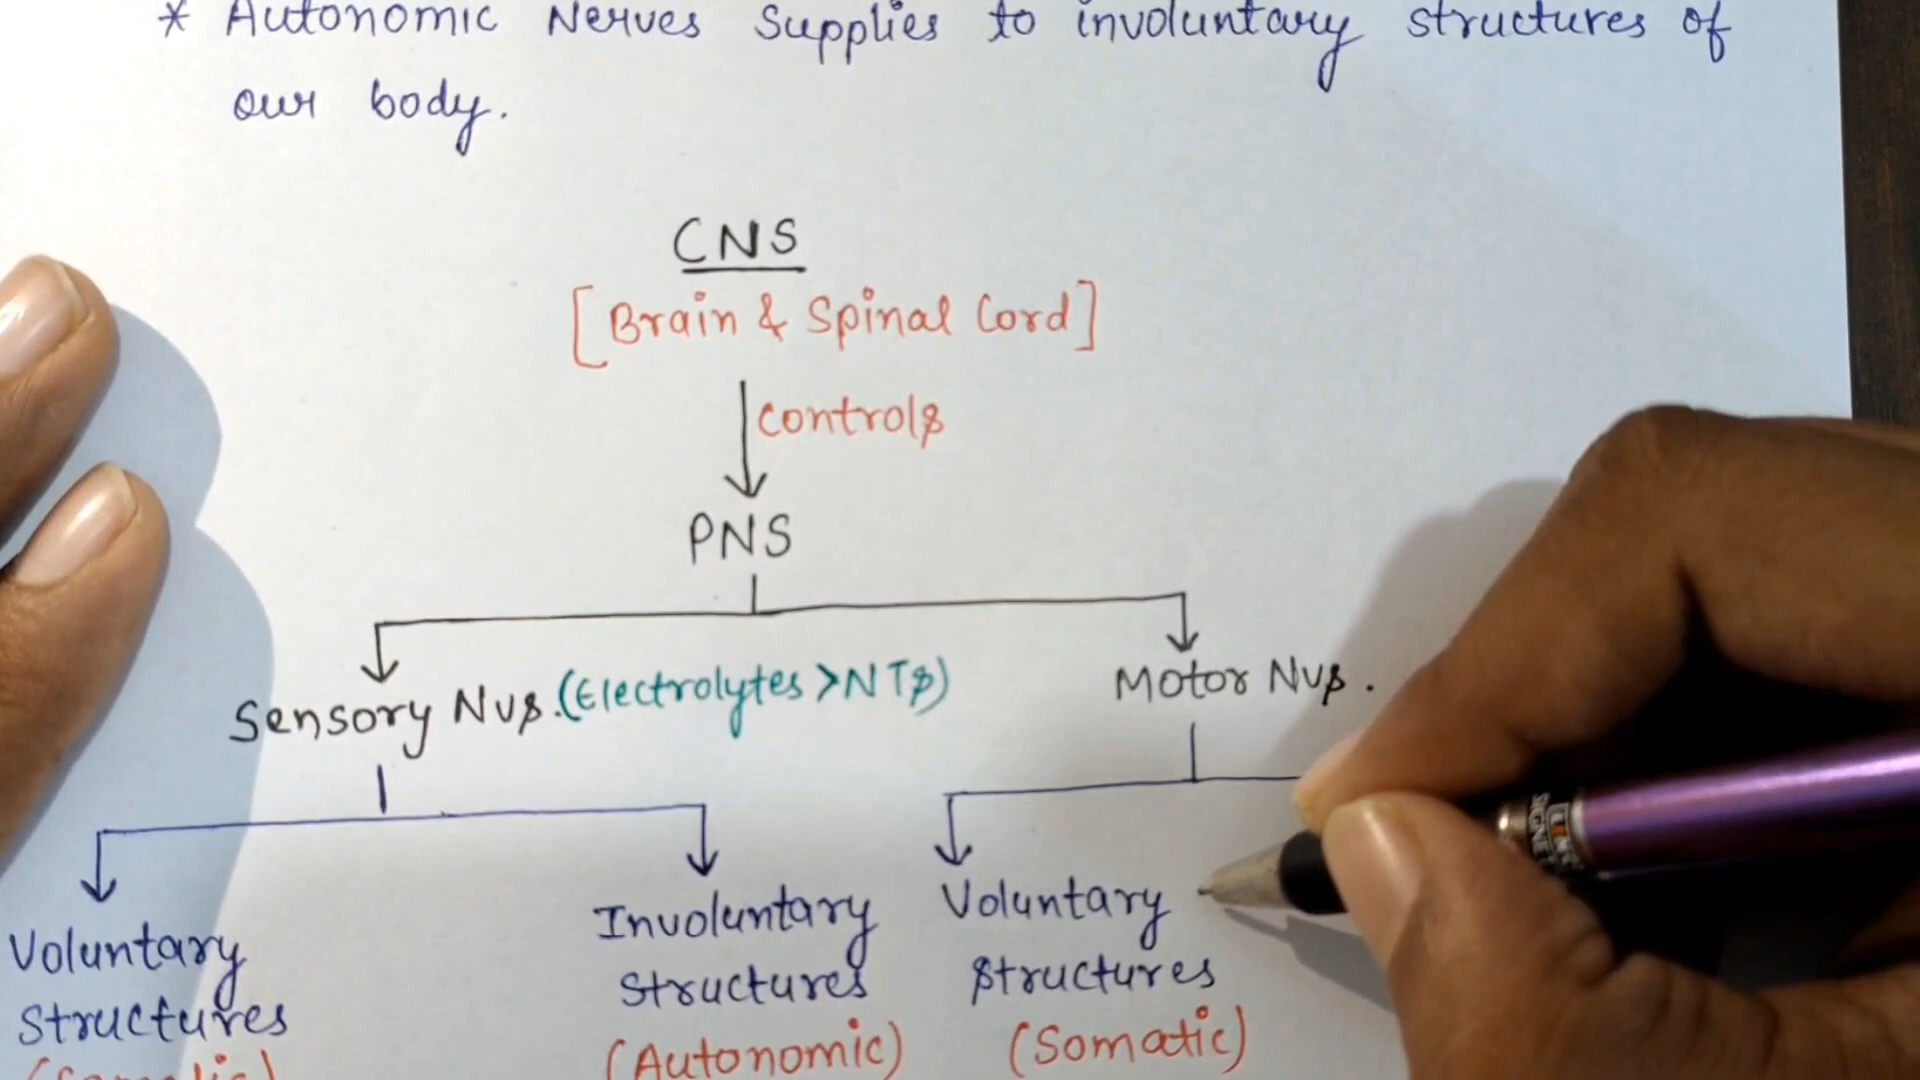 * Autonomic Nerves Supplies to involuntary structures of
our body.
CNS
[Brain & Spinal Cord]
controls
PNS
Sensory Nvs. (Electrolytes > NTs)
Motor Nvs.
Voluntary
Structures
(Somatic)
Involuntary
Structures
(Autonomic)
Voluntary
Structures
(Somatic)